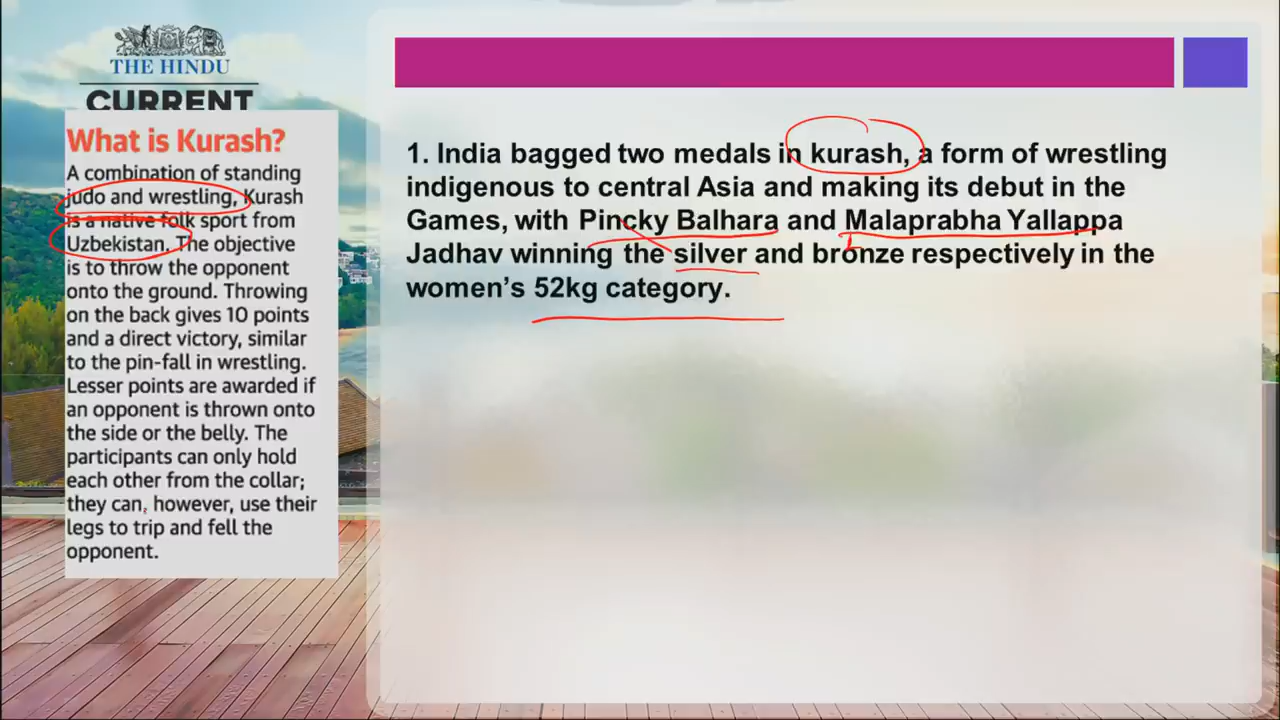 THE HINDU
CURRENT
What is Kurash?
A combination of standing
judo and wrestling, Kurash
is a native folk sport from
Uzbekistan. The objective
is to throw the opponent
onto the ground. Throwing
on the back gives 10 points
and a direct victory, similar
to the pin-fall in wrestling.
Lesser points are awarded if
an opponent is thrown onto
the side or the belly. The
participants can only hold
each other from the collar;
they can, however, use their
legs to trip and fell the
opponent.
1. India bagged two medals in kurash, a form of wrestling
indigenous to central Asia and making its debut in the
Games, with Pincky Balhara and Malaprabha Yallappa
Jadhav winning the silver and bronze respectively in the
women's 52kg category.